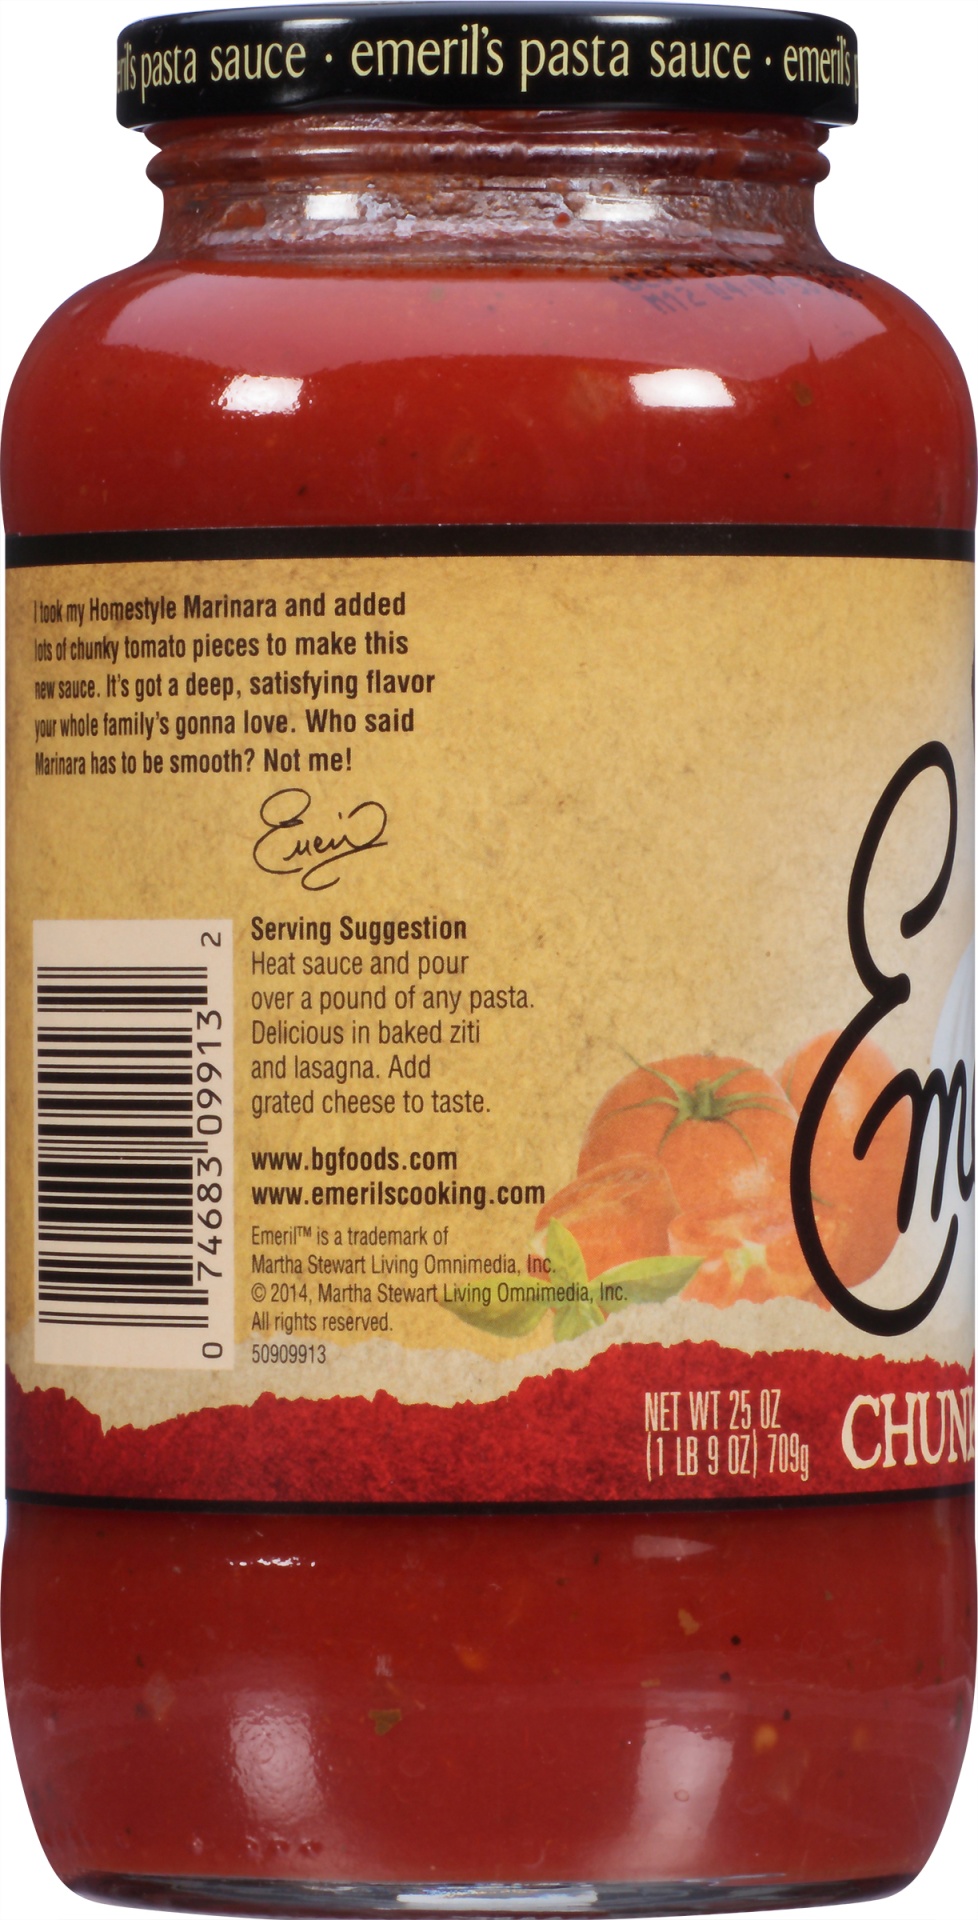 pasta sauce · emeril's pasta sauce · emeril's
I took my Homestyle Marinara and added
lots of chunky tomato pieces to make this
new sauce. It's got a deep, satisfying flavor
your whole family's gonna love. Who said
Marinara has to be smooth? Not me!
Emeril
Serving Suggestion
Heat sauce and pour
over a pound of any pasta.
Delicious in baked ziti
and lasagna. Add
grated cheese to taste.
www.bgfoods.com
www.emerilscooking.com
Emeril™ is a trademark of
Martha Stewart Living Omnimedia, Inc.
© 2014, Martha Stewart Living Omnimedia, Inc.
All rights reserved.
50909913
0 74683 09913 2
Em
NET WT 25 OZ
(1 LB 9 OZ) 709g
CHUN